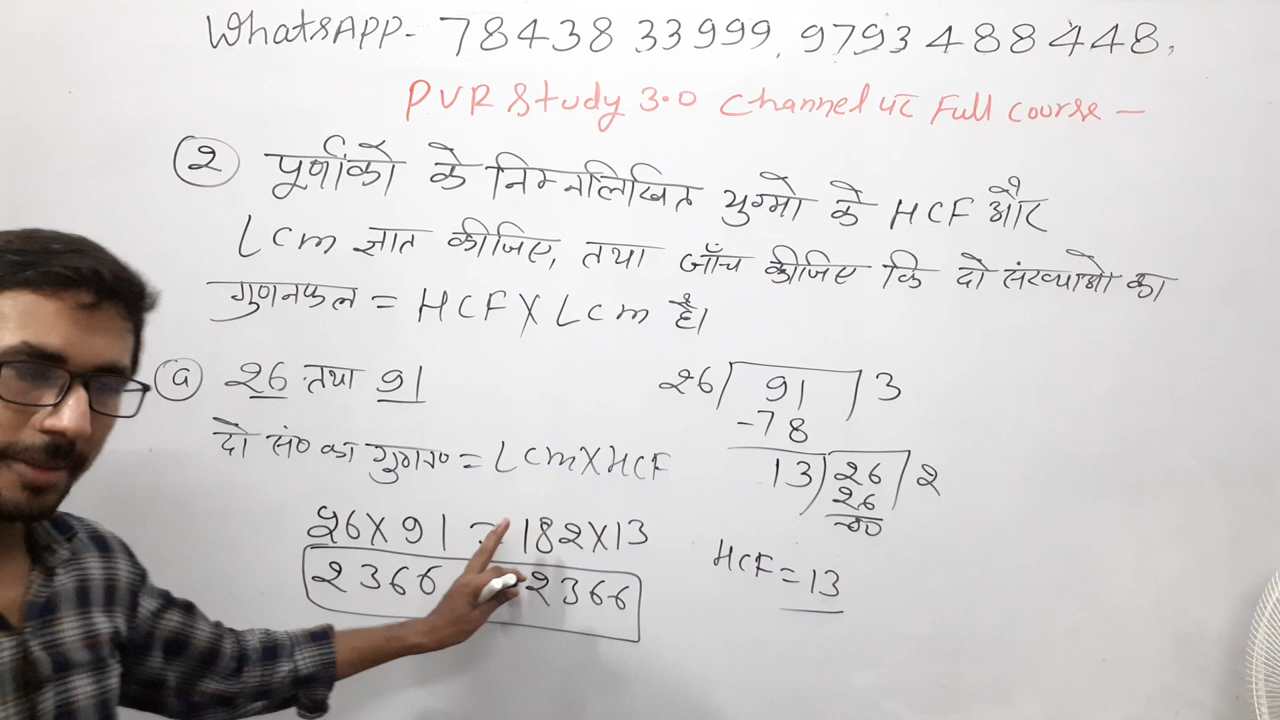 WhatsAPP- 7843833999, 9793488448,
PVR Study 3.0 Channel पर Full course —
२ पूर्णांको के निम्नलिखित युग्मो के HCF और
LCM ज्ञात कीजिए, तथा जाँच कीजिए कि दो संख्याओ का
गुणनफल = HCF X LCM है।
a 26 तथा 91
दो सं० का गुणन० = LCM X HCF
26 X 91 = 182 X 13
2366 = 2366
26 91 3
-78
13 26 2
26
00
HCF = 13